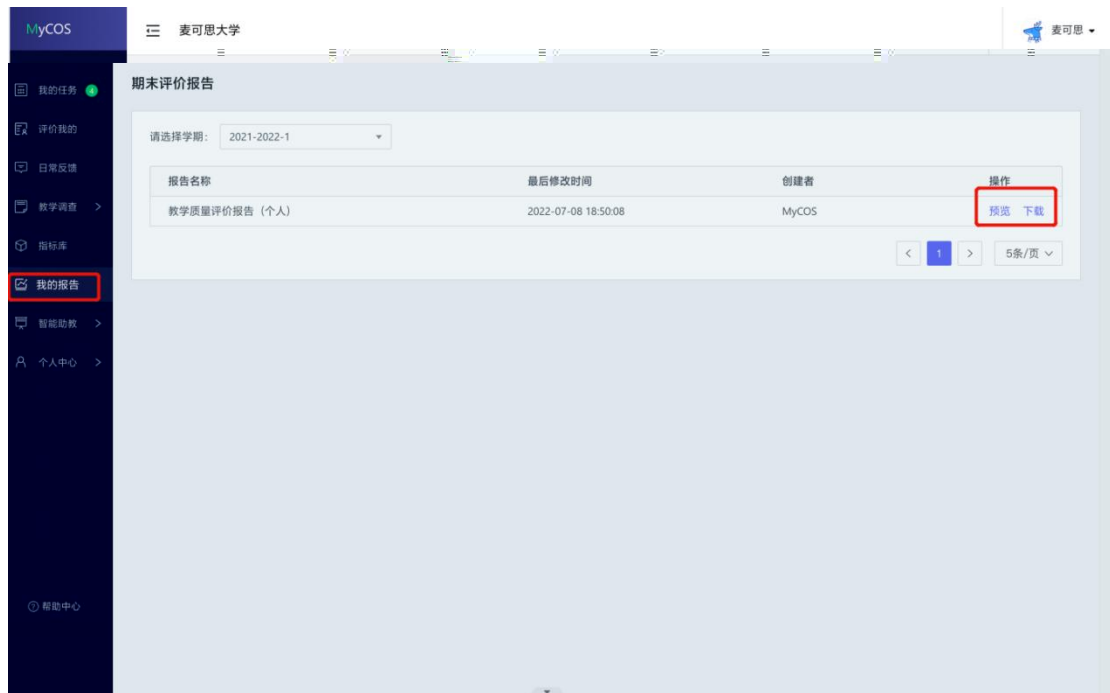 MyCOS
麦可思大学
麦可思
我的任务 4
评价我的
日常反馈
教学调查
指标库
我的报告
智能助教
个人中心
帮助中心
期末评价报告
请选择学期： 2021-2022-1
报告名称 最后修改时间 创建者 操作
教学质量评价报告（个人） 2022-07-08 18:50:08 MyCOS 预览 下载
< 1 > 5条/页